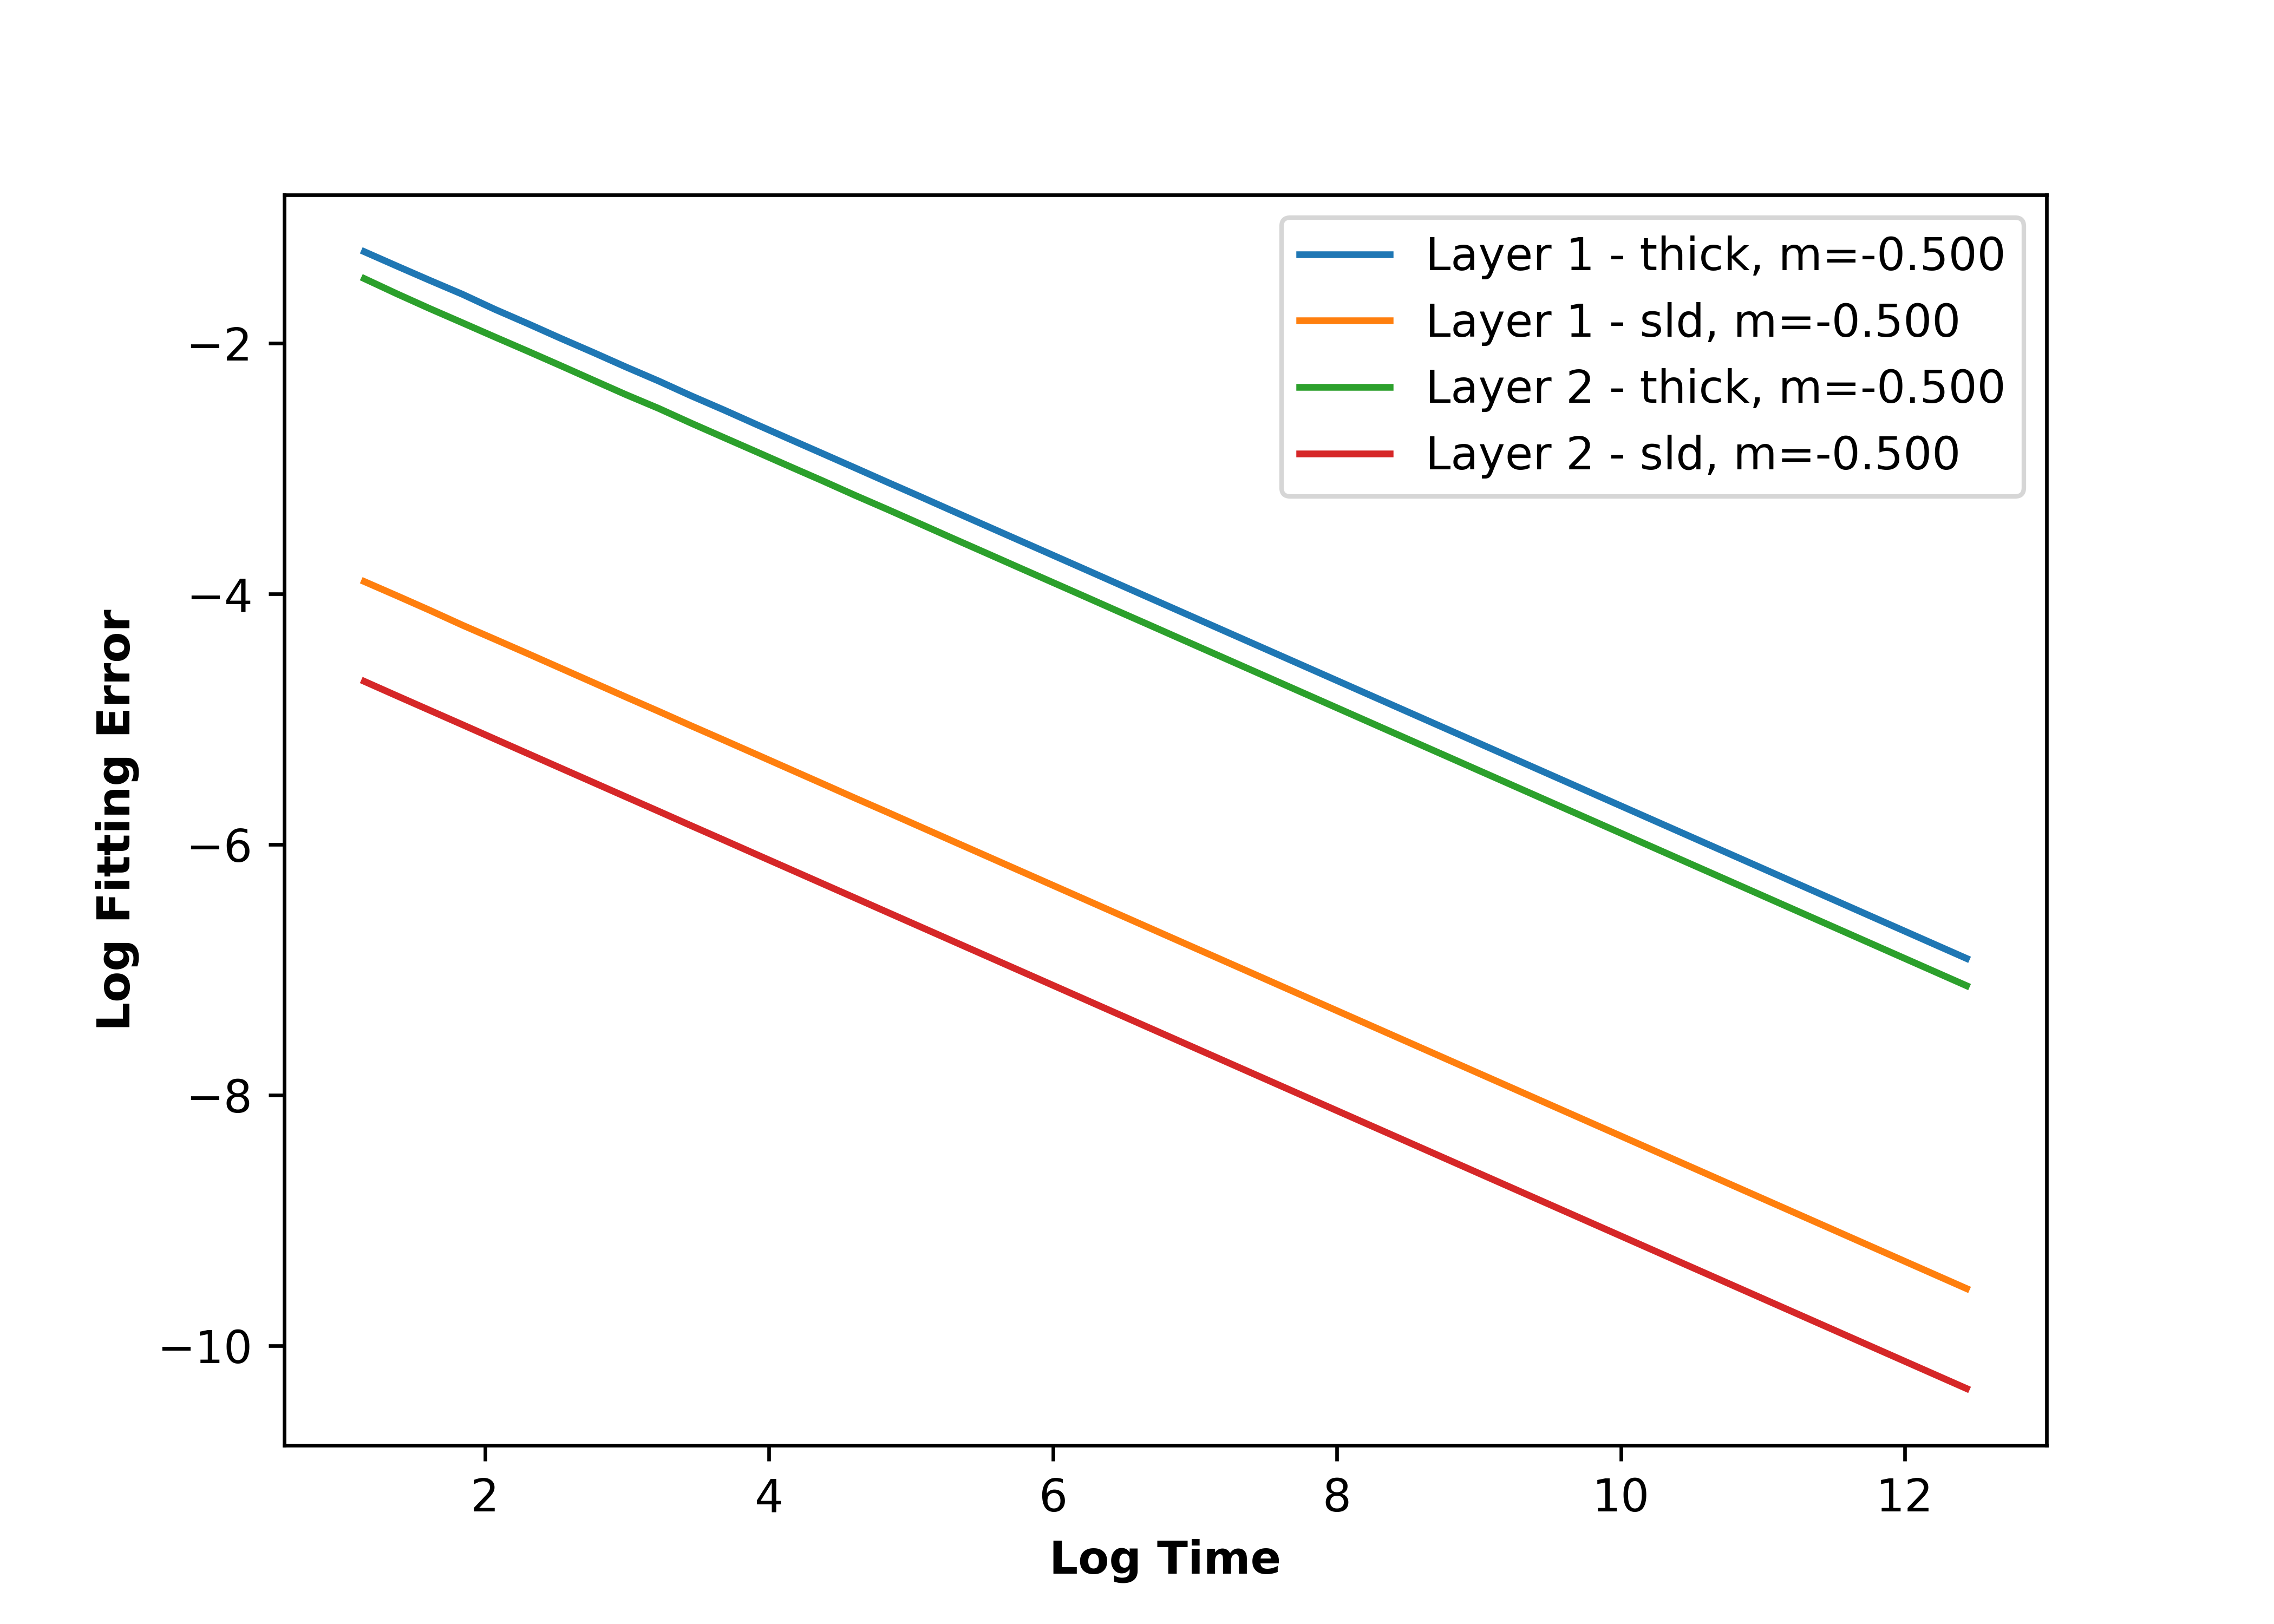 Layer 1 - thick, m=-0.500
Layer 1 - sld, m=-0.500
Layer 2 - thick, m=-0.500
Layer 2 - sld, m=-0.500
−2
−4
−6
−8
−10
Log Fitting Error
2 4 6 8 10 12
Log Time